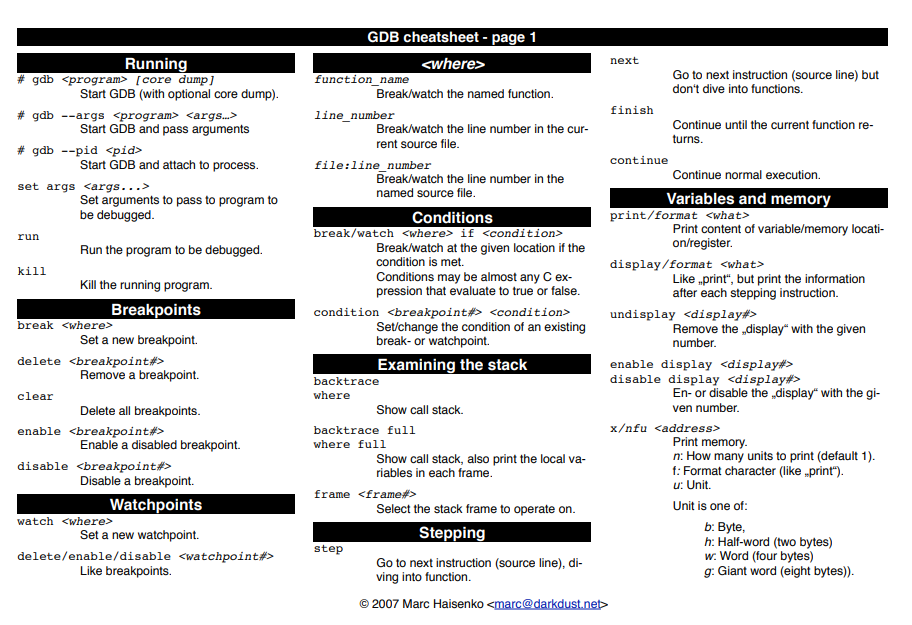 GDB cheatsheet - page 1
Running
# gdb <program> [core dump]
Start GDB (with optional core dump).
# gdb --args <program> <args…>
Start GDB and pass arguments
# gdb --pid <pid>
Start GDB and attach to process.
set args <args...>
Set arguments to pass to program to
be debugged.
run
Run the program to be debugged.
kill
Kill the running program.
Breakpoints
break <where>
Set a new breakpoint.
delete <breakpoint#>
Remove a breakpoint.
clear
Delete all breakpoints.
enable <breakpoint#>
Enable a disabled breakpoint.
disable <breakpoint#>
Disable a breakpoint.
Watchpoints
watch <where>
Set a new watchpoint.
delete/enable/disable <watchpoint#>
Like breakpoints.
<where>
function_name
Break/watch the named function.
line_number
Break/watch the line number in the cur-
rent source file.
file:line_number
Break/watch the line number in the
named source file.
Conditions
break/watch <where> if <condition>
Break/watch at the given location if the
condition is met.
Conditions may be almost any C ex-
pression that evaluate to true or false.
condition <breakpoint#> <condition>
Set/change the condition of an existing
break- or watchpoint.
Examining the stack
backtrace
where
Show call stack.
backtrace full
where full
Show call stack, also print the local va-
riables in each frame.
frame <frame#>
Select the stack frame to operate on.
Stepping
step
Go to next instruction (source line), di-
ving into function.
next
Go to next instruction (source line) but
don't dive into functions.
finish
Continue until the current function re-
turns.
continue
Continue normal execution.
Variables and memory
print/format <what>
Print content of variable/memory locati-
on/register.
display/format <what>
Like „print“, but print the information
after each stepping instruction.
undisplay <display#>
Remove the „display“ with the given
number.
enable display <display#>
disable display <display#>
En- or disable the „display“ with the gi-
ven number.
x/nfu <address>
Print memory.
n: How many units to print (default 1).
f: Format character (like „print“).
u: Unit.
Unit is one of:
b: Byte,
h: Half-word (two bytes)
w: Word (four bytes)
g: Giant word (eight bytes)).
© 2007 Marc Haisenko <marc@darkdust.net>